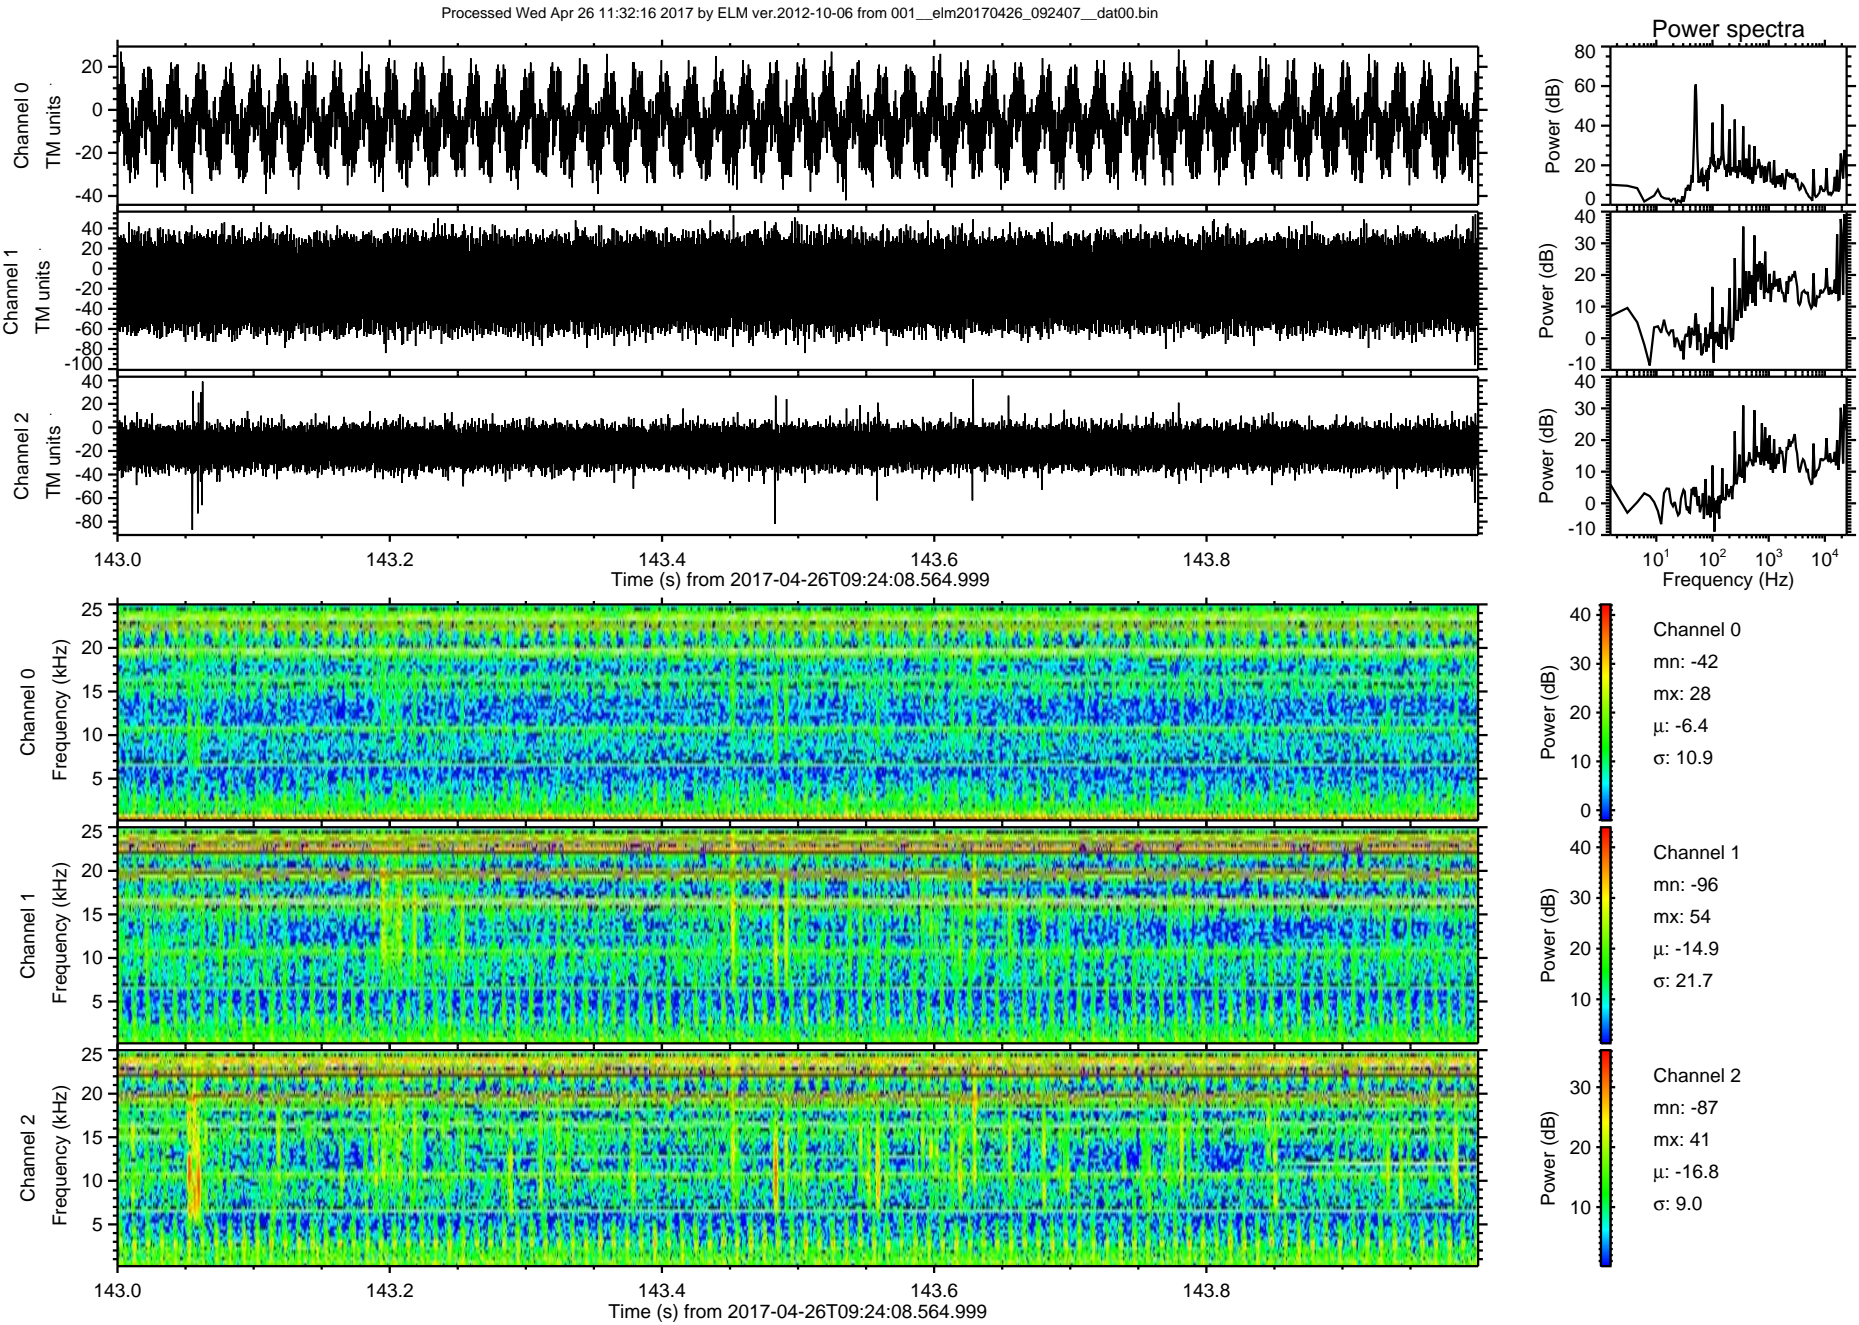 Processed Wed Apr 26 11:32:16 2017 by ELM ver.2012-10-06 from 001__elm20170426_092407__dat00.bin
Power spectra
Channel 0
TM units
20
0
-20
-40
Power (dB)
80
60
40
20
0
Channel 1
TM units
40
20
0
-20
-40
-60
-80
-100
Power (dB)
40
30
20
10
0
-10
Channel 2
TM units
40
20
0
-20
-40
-60
-80
Power (dB)
40
30
20
10
0
-10
143.0 143.2 143.4 143.6 143.8
Time (s) from 2017-04-26T09:24:08.564.999
10^1 10^2 10^3 10^4
Frequency (Hz)
Channel 0
Frequency (kHz)
25
20
15
10
5
Power (dB)
40
30
20
10
0
Channel 0
mn: -42
mx: 28
μ: -6.4
σ: 10.9
Channel 1
Frequency (kHz)
25
20
15
10
5
Power (dB)
40
30
20
10
Channel 1
mn: -96
mx: 54
μ: -14.9
σ: 21.7
Channel 2
Frequency (kHz)
25
20
15
10
5
Power (dB)
30
20
10
Channel 2
mn: -87
mx: 41
μ: -16.8
σ: 9.0
143.0 143.2 143.4 143.6 143.8
Time (s) from 2017-04-26T09:24:08.564.999